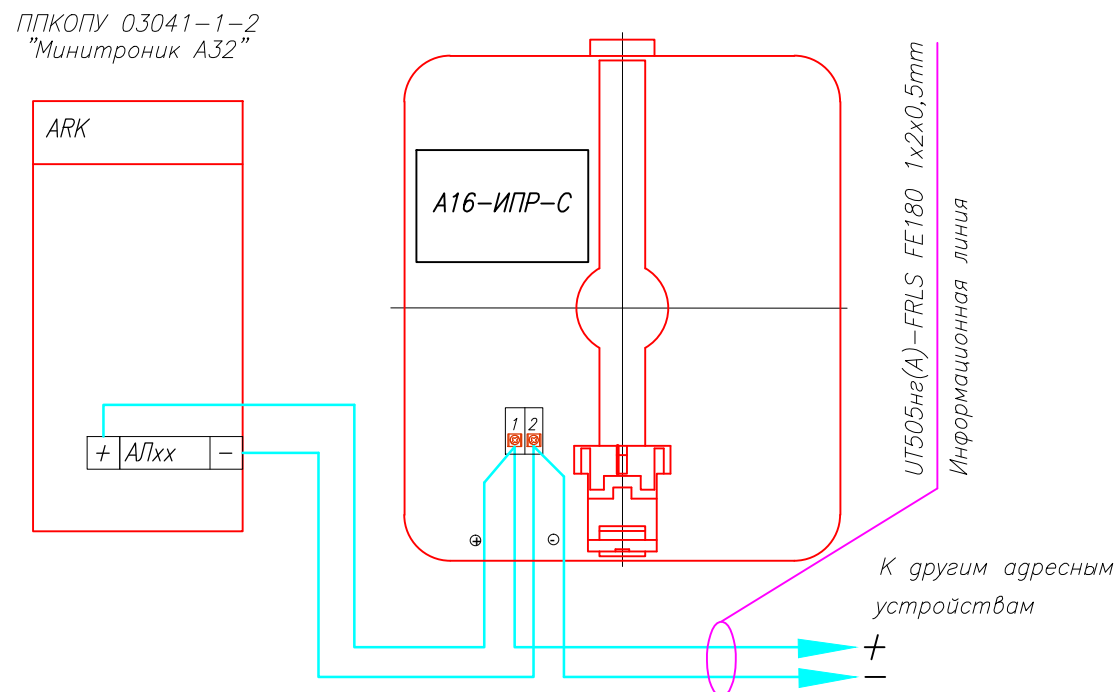 ППКОПУ 03041-1-2
"Минитроник А32"
ARK
А16-ИПР-С
1 2
+ АЛхх -
+ -
UT505нг(А)-FRLS FE180 1x2x0,5mm
Информационная линия
К другим адресным
устройствам
+
-